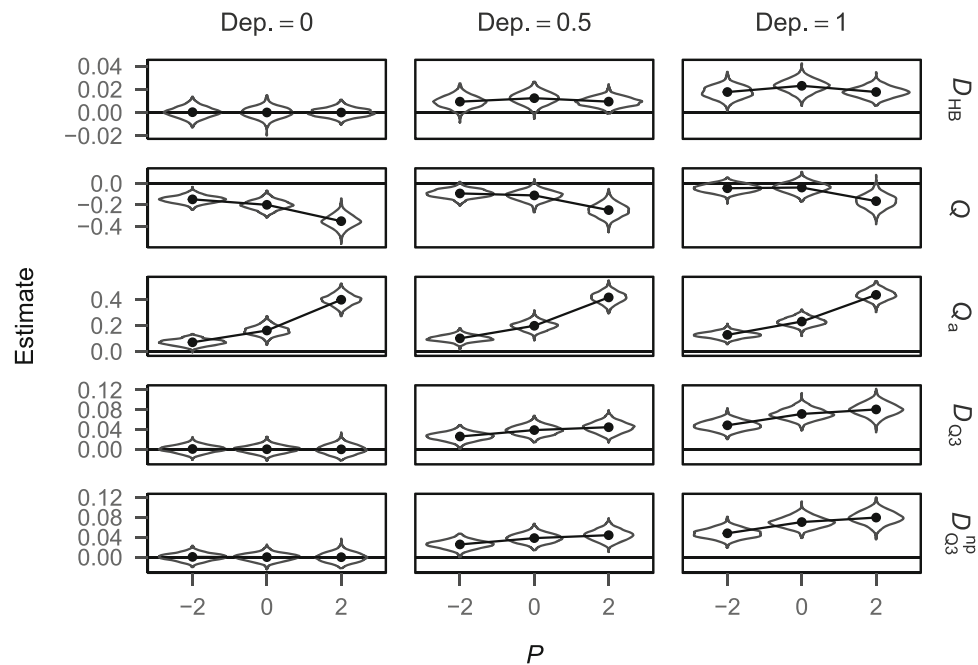 Dep. = 0
Dep. = 0.5
Dep. = 1
0.04
0.02
0.00
−0.02
D_HB
0.0
−0.2
−0.4
Q
0.4
0.2
0.0
Q_a
0.12
0.08
0.04
0.00
D_Q3
0.12
0.08
0.04
0.00
D_Q3^np
Estimate
−2 0 2
−2 0 2
−2 0 2
P